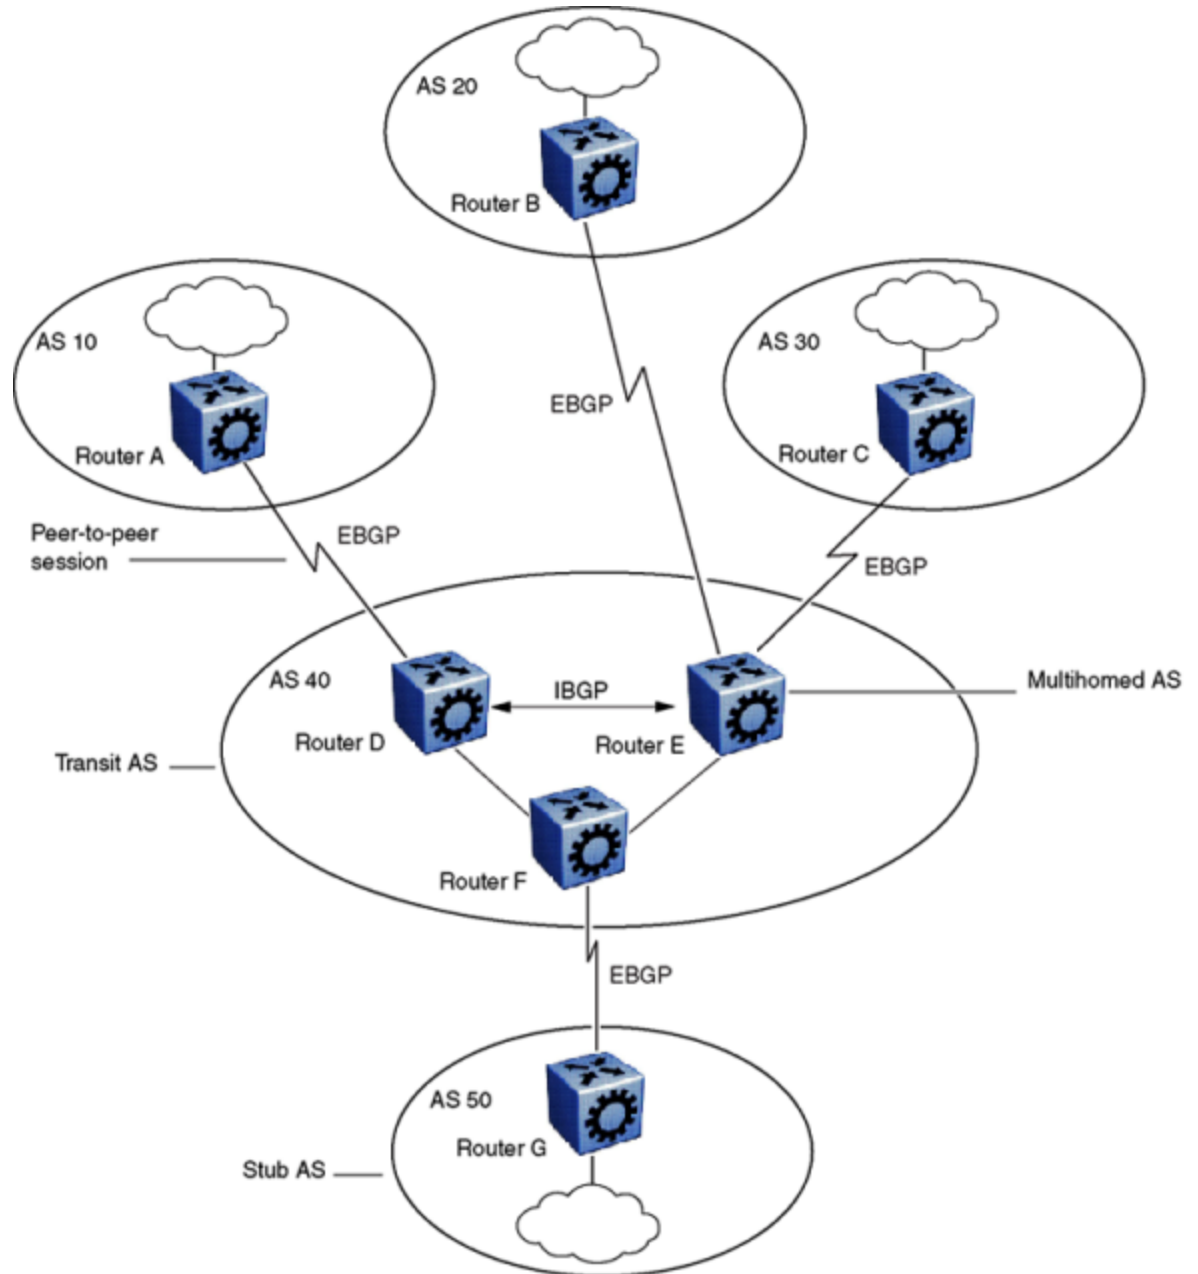 AS 20
Router B
AS 10
AS 30
EBGP
Router A
Router C
Peer-to-peer
session
EBGP
EBGP
AS 40
IBGP
Multihomed AS
Router D
Router E
Transit AS
Router F
EBGP
AS 50
Router G
Stub AS